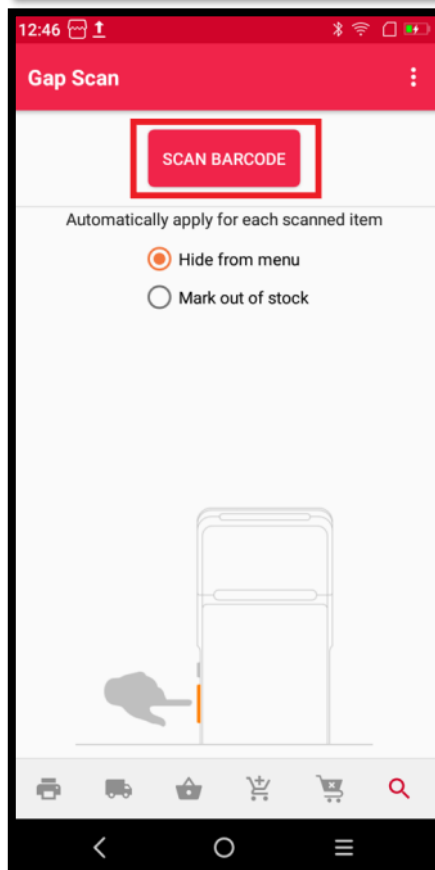 12:46
Gap Scan
SCAN BARCODE
Automatically apply for each scanned item
Hide from menu
Mark out of stock